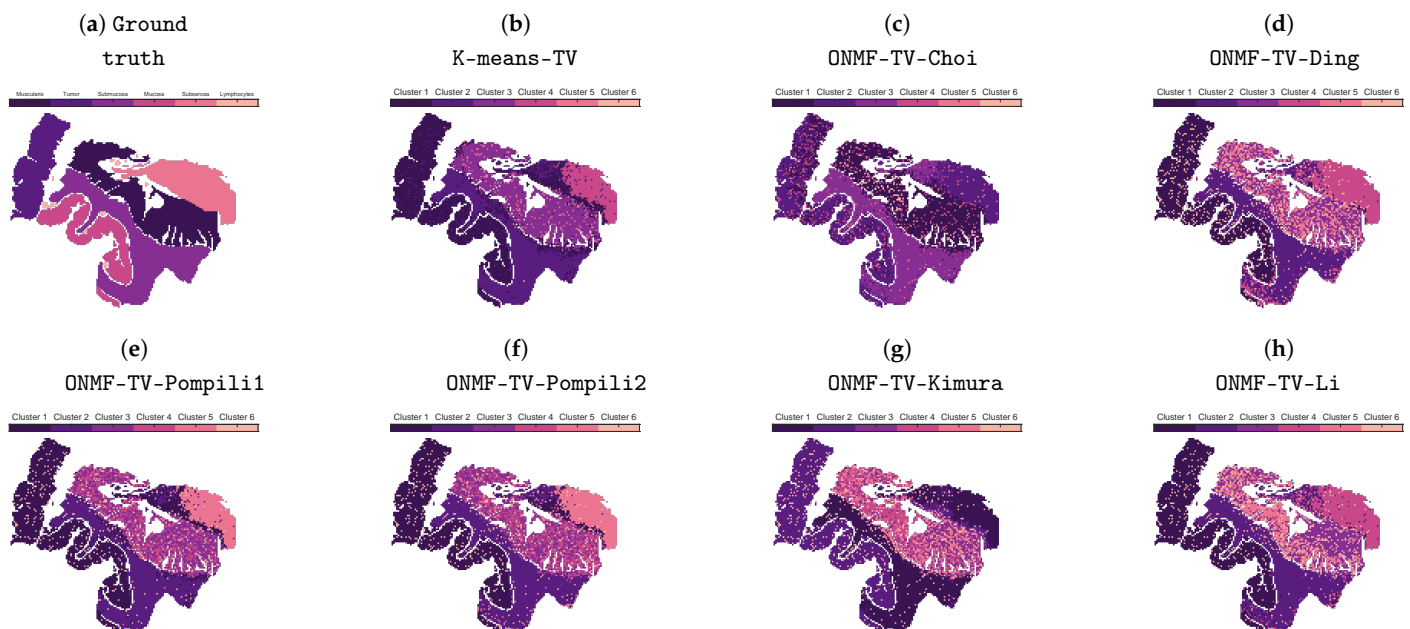 (a) Ground
truth
(b)
K-means-TV
(c)
ONMF-TV-Choi
(d)
ONMF-TV-Ding
Muscularis Tumor Submucosa Mucosa Subserosa Lymphocytes
Cluster 1 Cluster 2 Cluster 3 Cluster 4 Cluster 5 Cluster 6
Cluster 1 Cluster 2 Cluster 3 Cluster 4 Cluster 5 Cluster 6
Cluster 1 Cluster 2 Cluster 3 Cluster 4 Cluster 5 Cluster 6
(e)
ONMF-TV-Pompili1
(f)
ONMF-TV-Pompili2
(g)
ONMF-TV-Kimura
(h)
ONMF-TV-Li
Cluster 1 Cluster 2 Cluster 3 Cluster 4 Cluster 5 Cluster 6
Cluster 1 Cluster 2 Cluster 3 Cluster 4 Cluster 5 Cluster 6
Cluster 1 Cluster 2 Cluster 3 Cluster 4 Cluster 5 Cluster 6
Cluster 1 Cluster 2 Cluster 3 Cluster 4 Cluster 5 Cluster 6